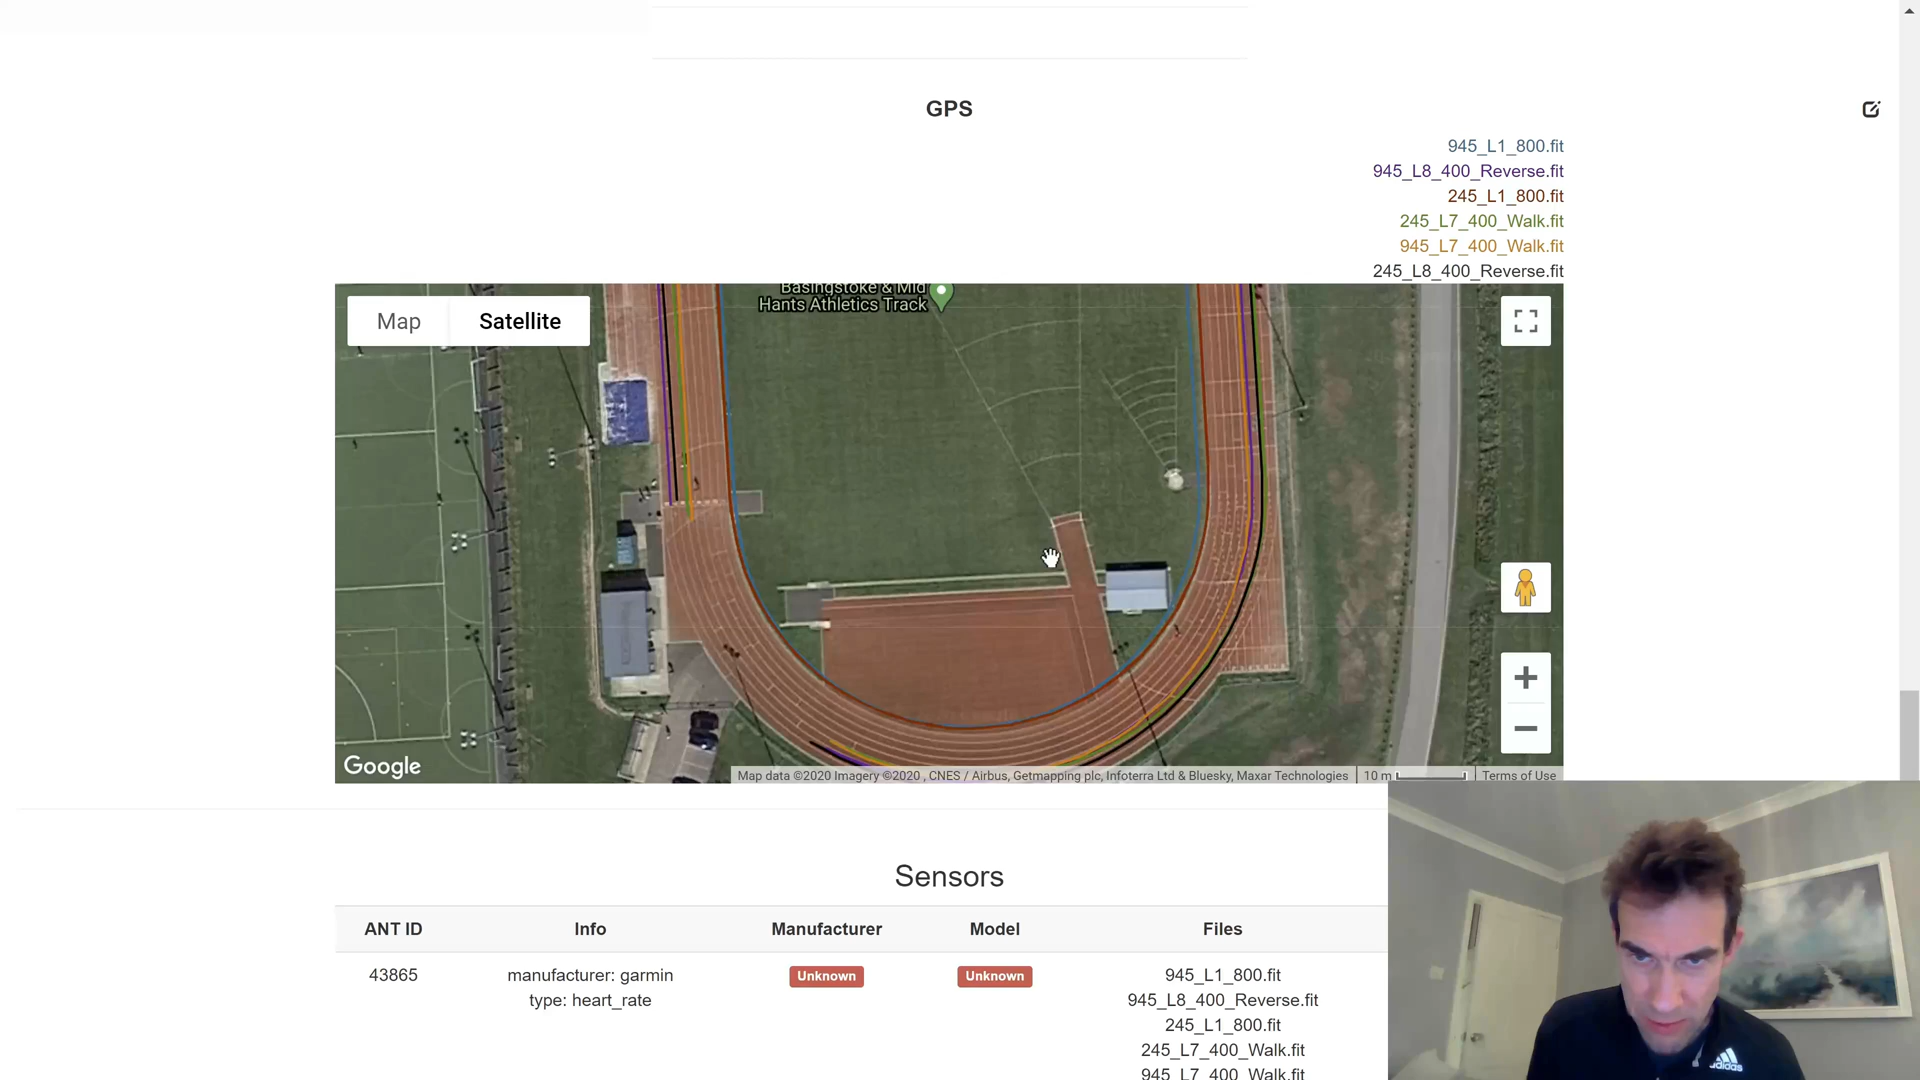 GPS
945_L1_800.fit
945_L8_400_Reverse.fit
245_L1_800.fit
245_L7_400_Walk.fit
945_L7_400_Walk.fit
245_L8_400_Reverse.fit
Map
Satellite
Basingstoke & Mid
Hants Athletics Track
Google
Map data ©2020 Imagery ©2020 , CNES / Airbus, Getmapping plc, Infoterra Ltd & Bluesky, Maxar Technologies
10 m
Terms of Use
Sensors
ANT ID
Info
Manufacturer
Model
Files
43865
manufacturer: garmin
type: heart_rate
Unknown
Unknown
945_L1_800.fit
945_L8_400_Reverse.fit
245_L1_800.fit
245_L7_400_Walk.fit
945_L7_400_Walk.fit
adidas